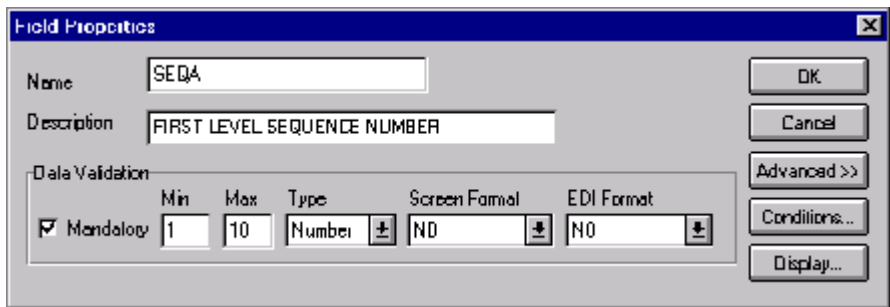 Field Properties
Name SEQA
Description FIRST LEVEL SEQUENCE NUMBER
Data Validation
Min Max Type Screen Format EDI Format
Mandatory 1 10 Number N0 N0
OK
Cancel
Advanced >>
Conditions...
Display...